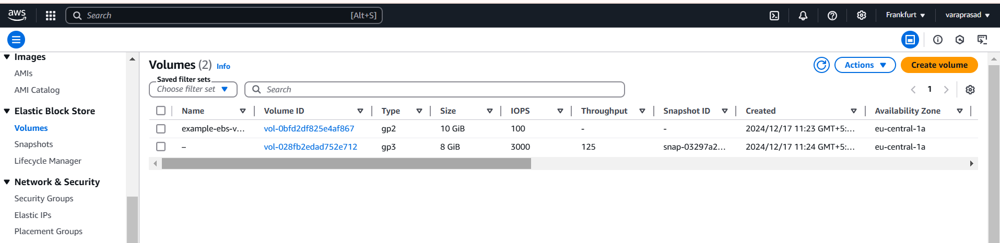 aws Search [Alt+S] Frankfurt varaprasad
Images
AMIs
AMI Catalog
Elastic Block Store
Volumes
Snapshots
Lifecycle Manager
Network & Security
Security Groups
Elastic IPs
Placement Groups
Volumes (2) Info
Actions Create volume
Saved filter sets
Choose filter set Search 1
Name Volume ID Type Size IOPS Throughput Snapshot ID Created Availability Zone
example-ebs-v... vol-0bfd2df825e4af867 gp2 10 GiB 100 - - 2024/12/17 11:23 GMT+5:... eu-central-1a
– vol-028fb2edad752e712 gp3 8 GiB 3000 125 snap-03297a2... 2024/12/17 11:24 GMT+5:... eu-central-1a